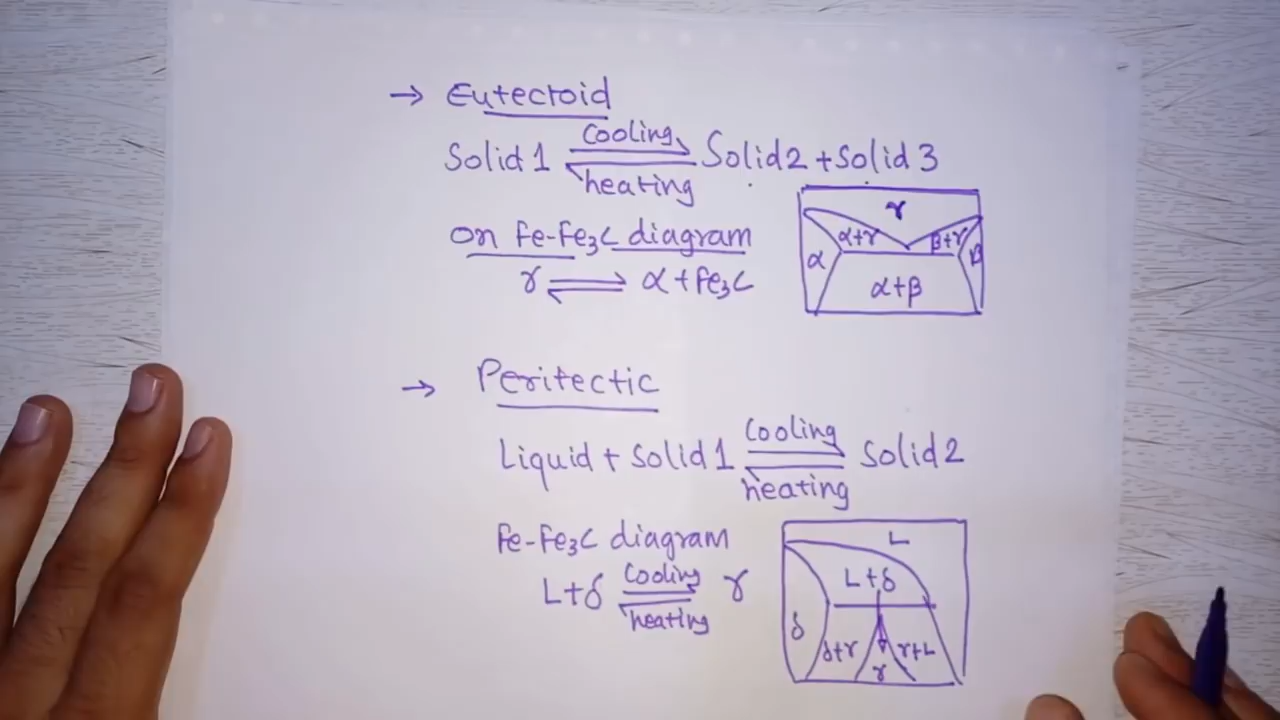 → Eutectoid
Solid 1 ⇌ Solid 2 + Solid 3
Cooling
heating
on Fe-Fe₃C diagram
γ ⇌ α + Fe₃C
γ
α+γ
β+γ
α
β
α+β
→ Peritectic
Liquid + Solid 1 ⇌ Solid 2
Cooling
heating
Fe-Fe₃C diagram
L+δ ⇌ γ
Cooling
heating
L
L+δ
δ
δ+γ
γ+L
γ